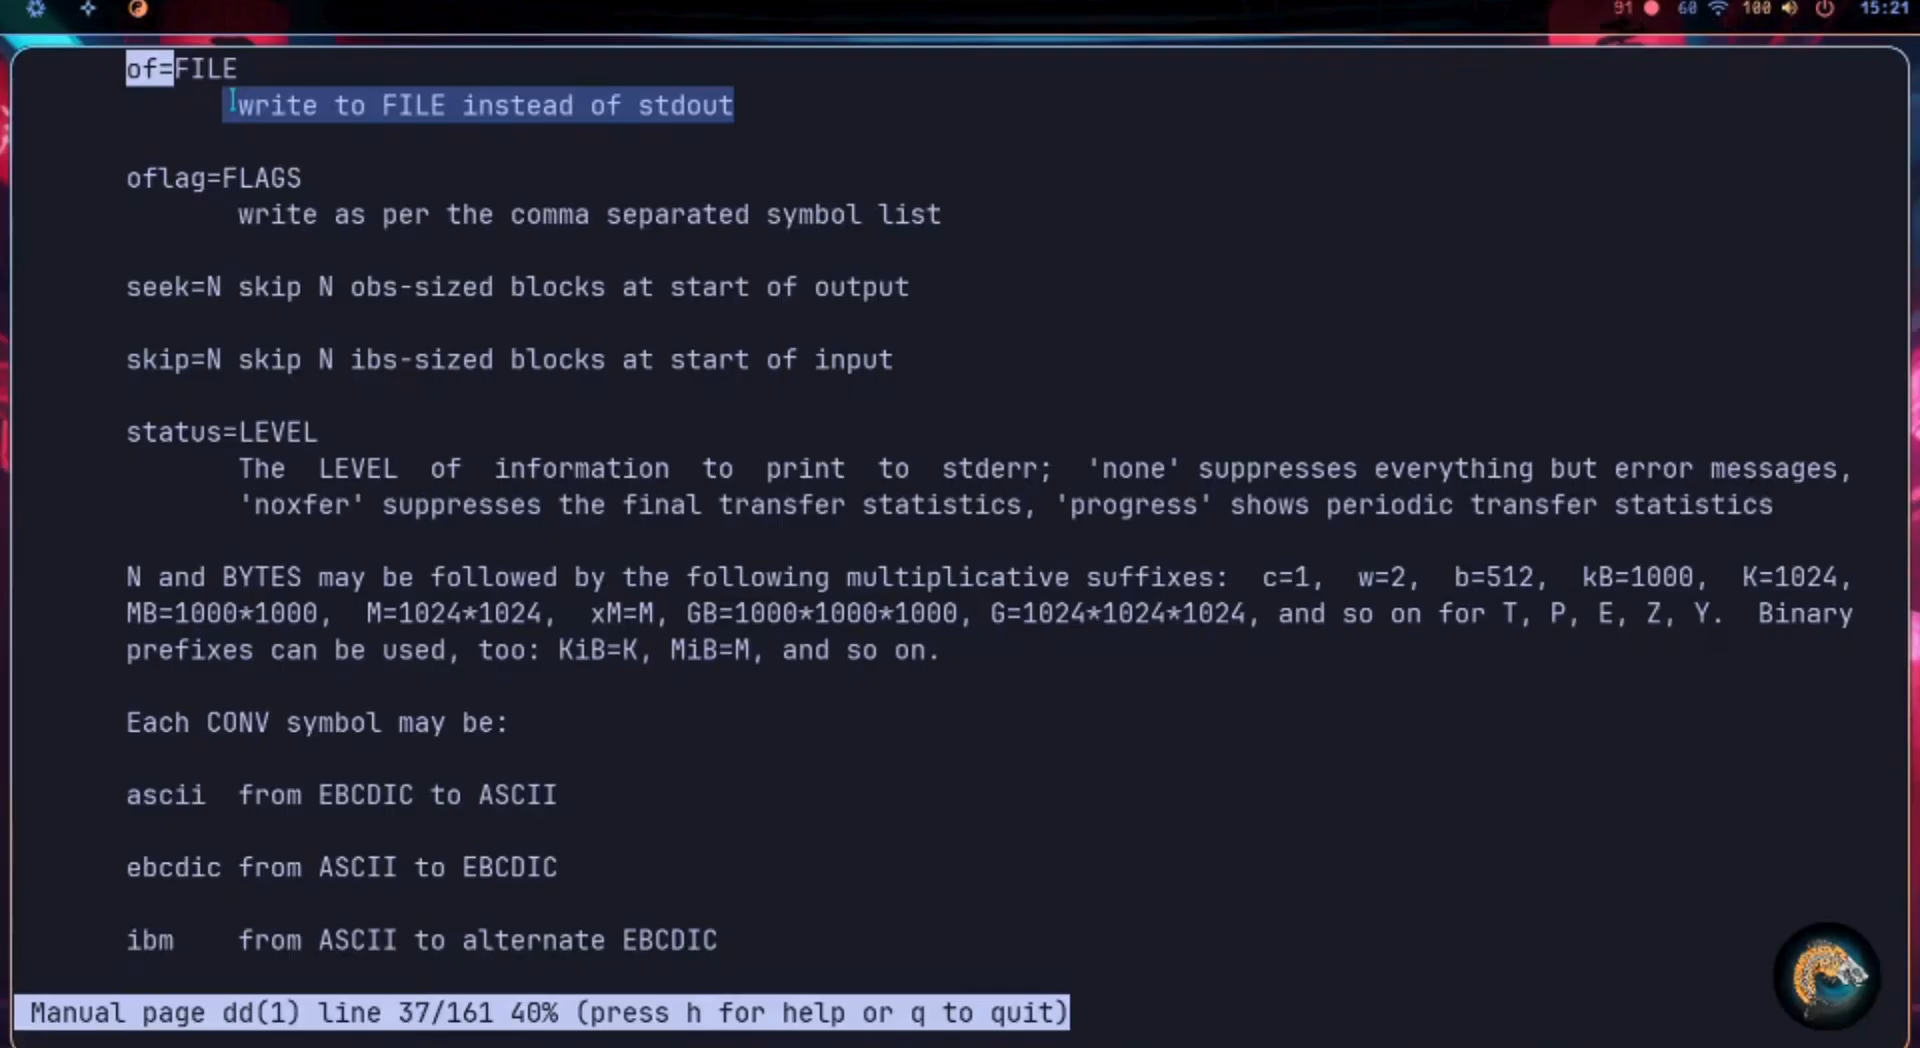 91 60 100 15:21
of=FILE
write to FILE instead of stdout
oflag=FLAGS
write as per the comma separated symbol list
seek=N skip N obs-sized blocks at start of output
skip=N skip N ibs-sized blocks at start of input
status=LEVEL
The LEVEL of information to print to stderr; 'none' suppresses everything but error messages,
'noxfer' suppresses the final transfer statistics, 'progress' shows periodic transfer statistics
N and BYTES may be followed by the following multiplicative suffixes: c=1, w=2, b=512, kB=1000, K=1024,
MB=1000*1000, M=1024*1024, xM=M, GB=1000*1000*1000, G=1024*1024*1024, and so on for T, P, E, Z, Y. Binary
prefixes can be used, too: KiB=K, MiB=M, and so on.
Each CONV symbol may be:
ascii from EBCDIC to ASCII
ebcdic from ASCII to EBCDIC
ibm from ASCII to alternate EBCDIC
Manual page dd(1) line 37/161 40% (press h for help or q to quit)